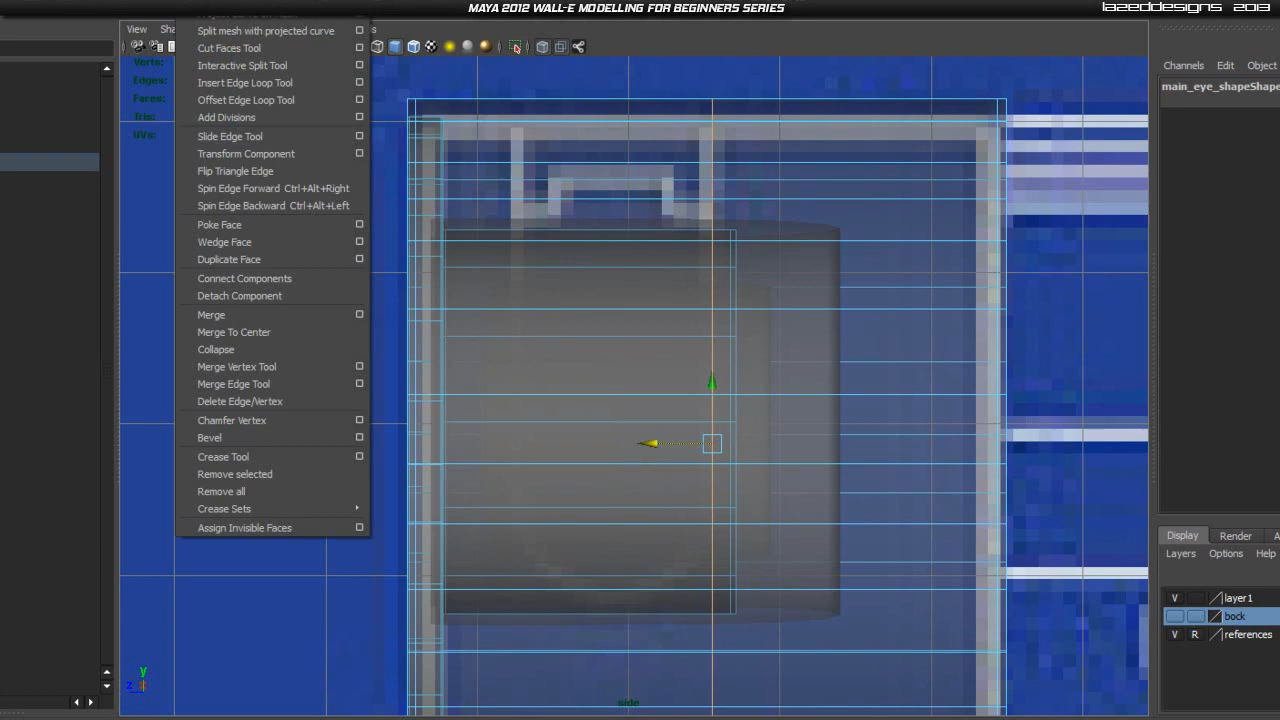 MAYA 2012 WALL-E MODELLING FOR BEGINNERS SERIES
LAZEDDESIGNS 2013
View
Split mesh with projected curve
Cut Faces Tool
Interactive Split Tool
Insert Edge Loop Tool
Offset Edge Loop Tool
Add Divisions
Slide Edge Tool
Transform Component
Flip Triangle Edge
Spin Edge Forward Ctrl+Alt+Right
Spin Edge Backward Ctrl+Alt+Left
Poke Face
Wedge Face
Duplicate Face
Connect Components
Detach Component
Merge
Merge To Center
Collapse
Merge Vertex Tool
Merge Edge Tool
Delete Edge/Vertex
Chamfer Vertex
Bevel
Crease Tool
Remove selected
Remove all
Crease Sets
Assign Invisible Faces
Verts:
Edges:
Faces:
Tris:
UVs:
y
z
side
Channels Edit Object
main_eye_shapeShape
Display Render
Layers Options Help
V layer1
bock
V R references